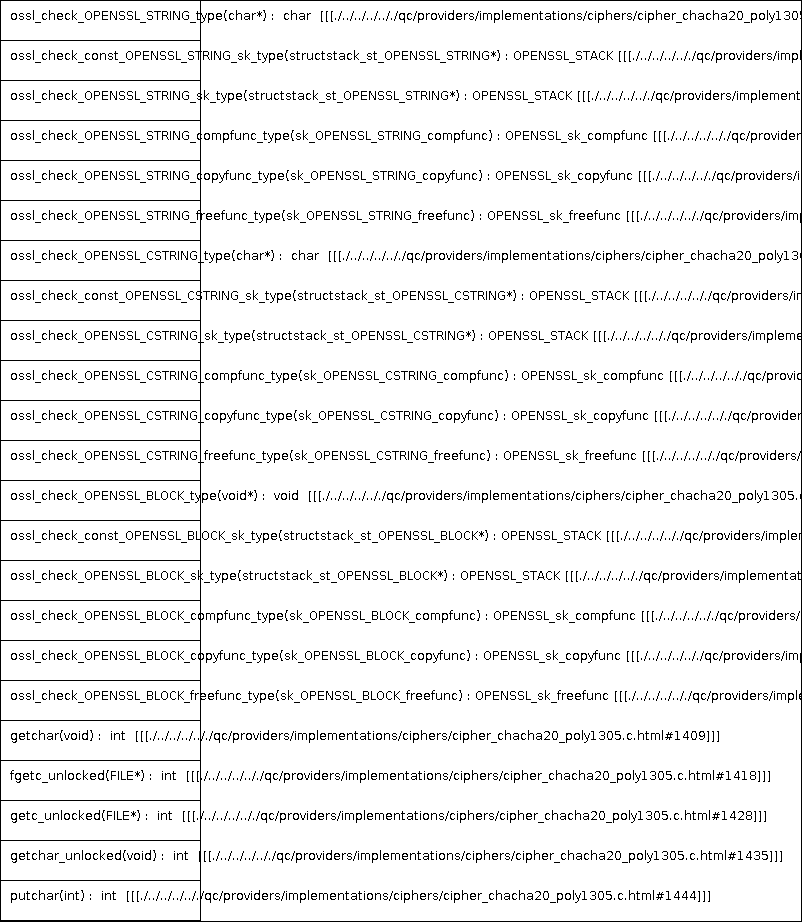 ossl_check_OPENSSL_STRING_type(char*) : char [[[./../../../.././qc/providers/implementations/ciphers/cipher_chacha20_poly1305
ossl_check_const_OPENSSL_STRING_sk_type(structstack_st_OPENSSL_STRING*) : OPENSSL_STACK [[[./../../../.././qc/providers/impl
ossl_check_OPENSSL_STRING_sk_type(structstack_st_OPENSSL_STRING*) : OPENSSL_STACK [[[./../../../.././qc/providers/implement
ossl_check_OPENSSL_STRING_compfunc_type(sk_OPENSSL_STRING_compfunc) : OPENSSL_sk_compfunc [[[./../../../.././qc/provider
ossl_check_OPENSSL_STRING_copyfunc_type(sk_OPENSSL_STRING_copyfunc) : OPENSSL_sk_copyfunc [[[./../../../.././qc/providers/i
ossl_check_OPENSSL_STRING_freefunc_type(sk_OPENSSL_STRING_freefunc) : OPENSSL_sk_freefunc [[[./../../../.././qc/providers/imp
ossl_check_OPENSSL_CSTRING_type(char*) : char [[[./../../../.././qc/providers/implementations/ciphers/cipher_chacha20_poly130
ossl_check_const_OPENSSL_CSTRING_sk_type(structstack_st_OPENSSL_CSTRING*) : OPENSSL_STACK [[[./../../../.././qc/providers/in
ossl_check_OPENSSL_CSTRING_sk_type(structstack_st_OPENSSL_CSTRING*) : OPENSSL_STACK [[[./../../../.././qc/providers/impleme
ossl_check_OPENSSL_CSTRING_compfunc_type(sk_OPENSSL_CSTRING_compfunc) : OPENSSL_sk_compfunc [[[./../../../.././qc/provid
ossl_check_OPENSSL_CSTRING_copyfunc_type(sk_OPENSSL_CSTRING_copyfunc) : OPENSSL_sk_copyfunc [[[./../../../.././qc/provider
ossl_check_OPENSSL_CSTRING_freefunc_type(sk_OPENSSL_CSTRING_freefunc) : OPENSSL_sk_freefunc [[[./../../../.././qc/providers/
ossl_check_OPENSSL_BLOCK_type(void*) : void [[[./../../../.././qc/providers/implementations/ciphers/cipher_chacha20_poly1305.c
ossl_check_const_OPENSSL_BLOCK_sk_type(structstack_st_OPENSSL_BLOCK*) : OPENSSL_STACK [[[./../../../.././qc/providers/impler
ossl_check_OPENSSL_BLOCK_sk_type(structstack_st_OPENSSL_BLOCK*) : OPENSSL_STACK [[[./../../../.././qc/providers/implementat
ossl_check_OPENSSL_BLOCK_compfunc_type(sk_OPENSSL_BLOCK_compfunc) : OPENSSL_sk_compfunc [[[./../../../.././qc/providers/
ossl_check_OPENSSL_BLOCK_copyfunc_type(sk_OPENSSL_BLOCK_copyfunc) : OPENSSL_sk_copyfunc [[[./../../../.././qc/providers/imp
ossl_check_OPENSSL_BLOCK_freefunc_type(sk_OPENSSL_BLOCK_freefunc) : OPENSSL_sk_freefunc [[[./../../../.././qc/providers/imple
getchar(void) : int [[[./../../../.././qc/providers/implementations/ciphers/cipher_chacha20_poly1305.c.html#1409]]]
fgetc_unlocked(FILE*) : int [[[./../../../.././qc/providers/implementations/ciphers/cipher_chacha20_poly1305.c.html#1418]]]
getc_unlocked(FILE*) : int [[[./../../../.././qc/providers/implementations/ciphers/cipher_chacha20_poly1305.c.html#1428]]]
getchar_unlocked(void) : int [[[./../../../.././qc/providers/implementations/ciphers/cipher_chacha20_poly1305.c.html#1435]]]
putchar(int) : int [[[./../../../.././qc/providers/implementations/ciphers/cipher_chacha20_poly1305.c.html#1444]]]